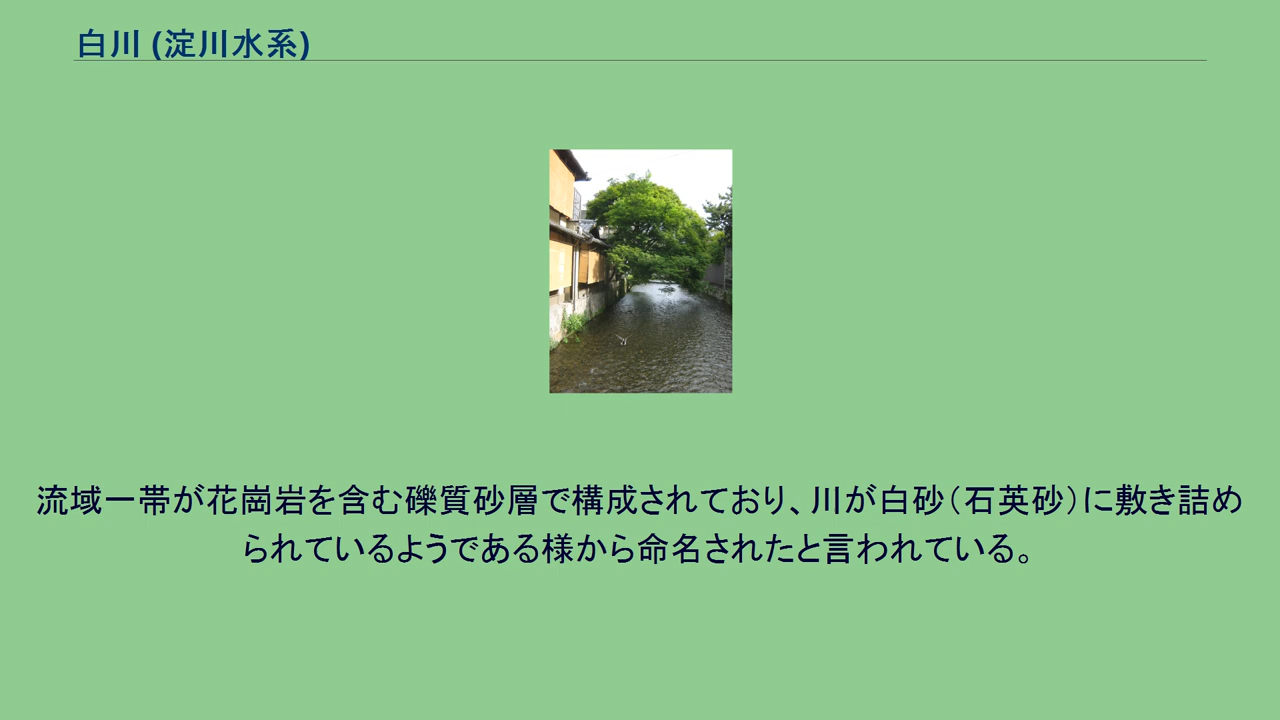 白川 (淀川水系)
流域一帯が花崗岩を含む礫質砂層で構成されており、川が白砂（石英砂）に敷き詰め
られているようである様から命名されたと言われている。